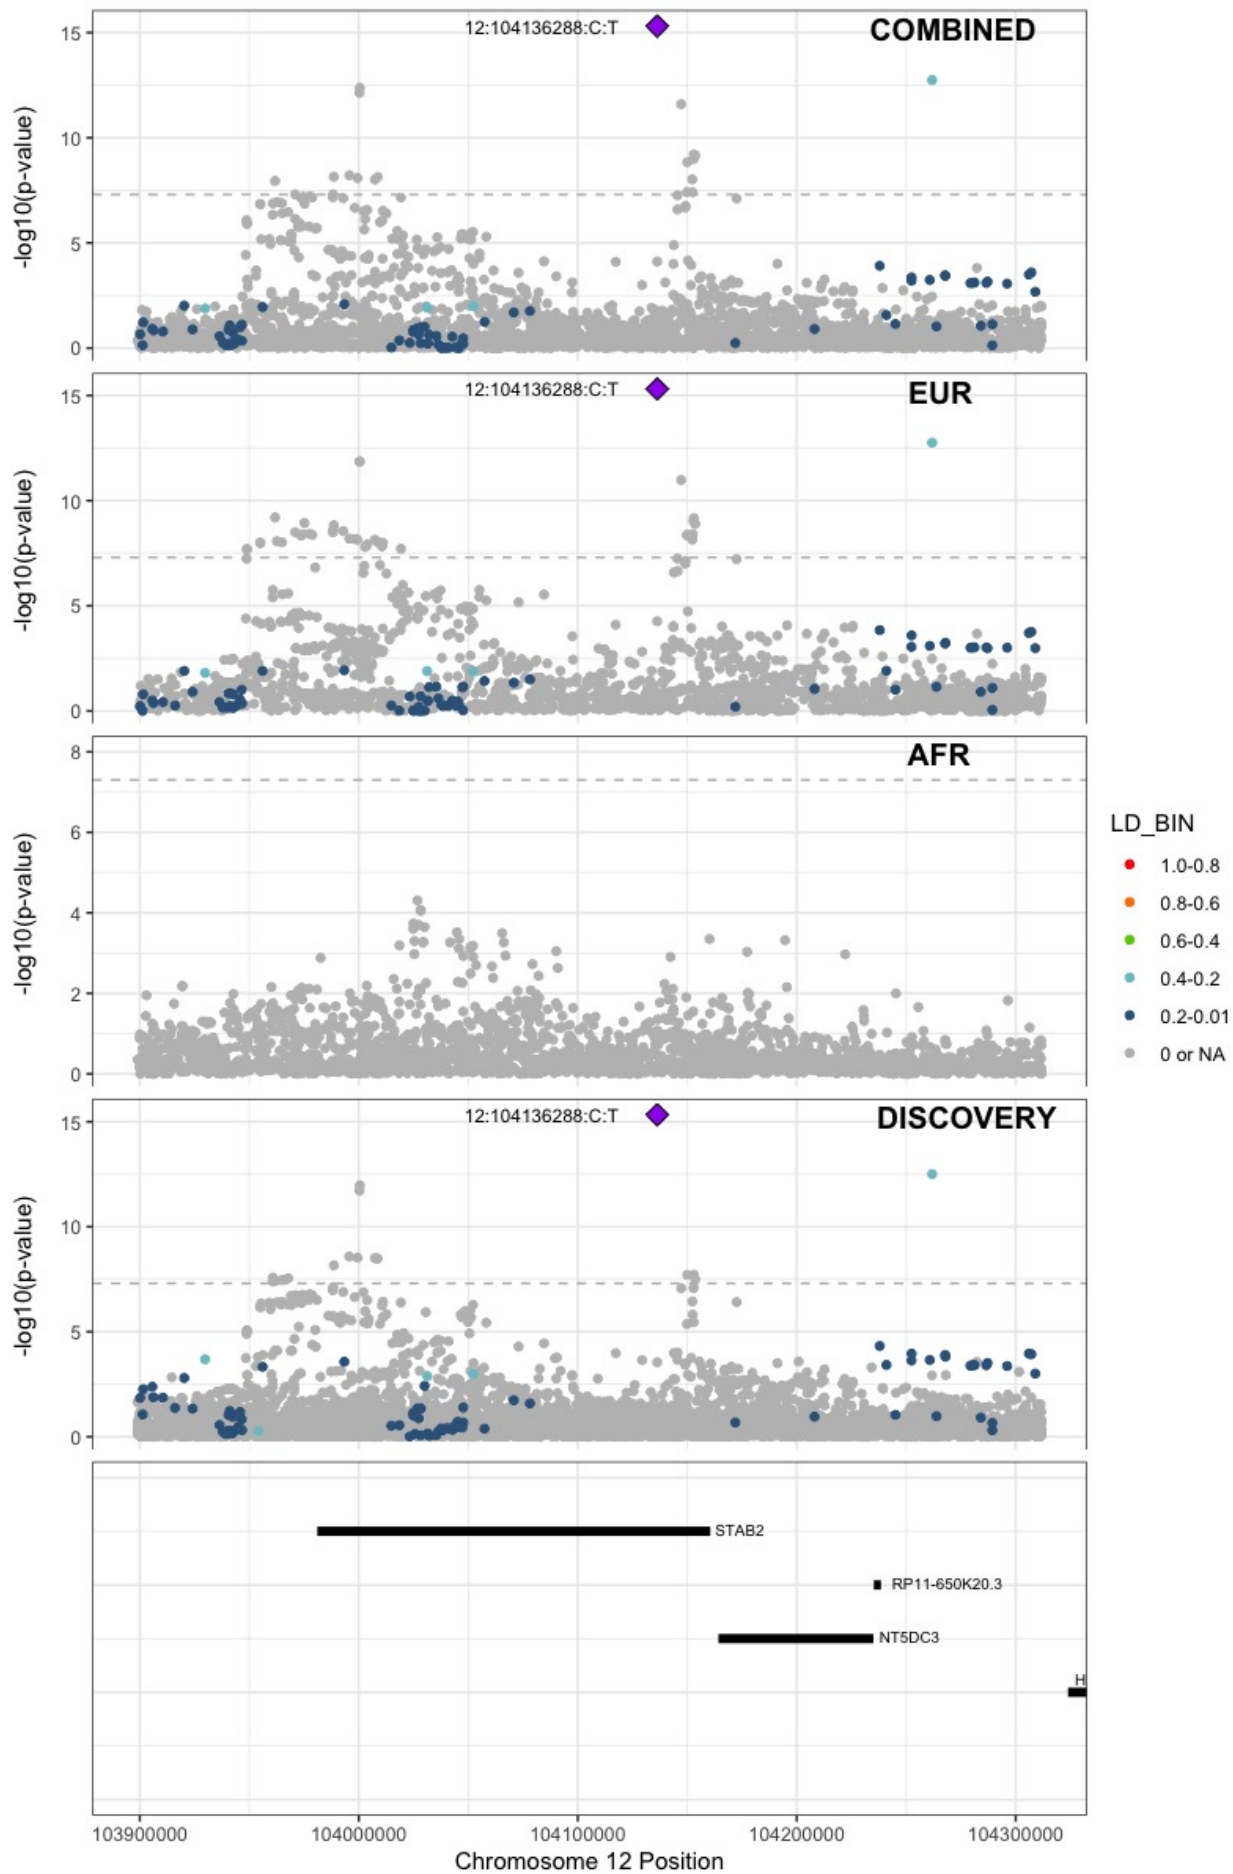 12:104136288:C:T
COMBINED
15
10
5
0
-log10(p-value)
12:104136288:C:T
EUR
15
10
5
0
-log10(p-value)
AFR
8
6
4
2
0
-log10(p-value)
LD_BIN
1.0-0.8
0.8-0.6
0.6-0.4
0.4-0.2
0.2-0.01
0 or NA
12:104136288:C:T
DISCOVERY
15
10
5
0
-log10(p-value)
STAB2
RP11-650K20.3
NT5DC3
H
103900000 104000000 104100000 104200000 104300000
Chromosome 12 Position